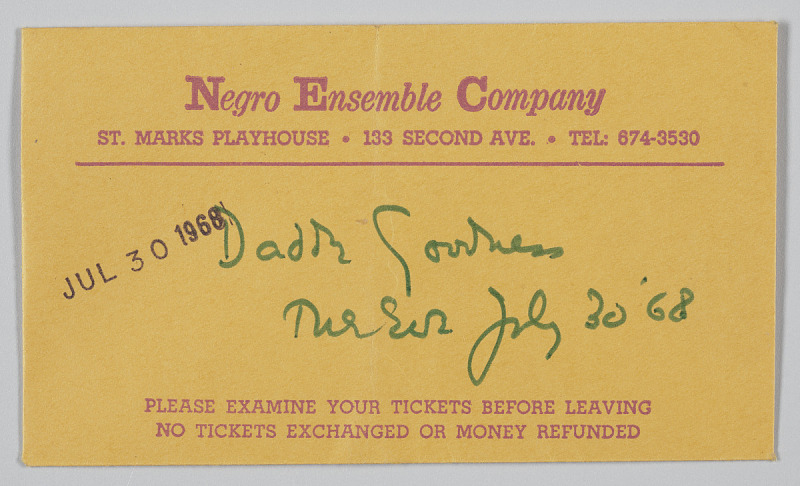 Negro Ensemble Company
ST. MARKS PLAYHOUSE • 133 SECOND AVE. • TEL: 674-3530
JUL 30 1968
Daddy Goodness
Tue Eve July 30 '68
PLEASE EXAMINE YOUR TICKETS BEFORE LEAVING
NO TICKETS EXCHANGED OR MONEY REFUNDED